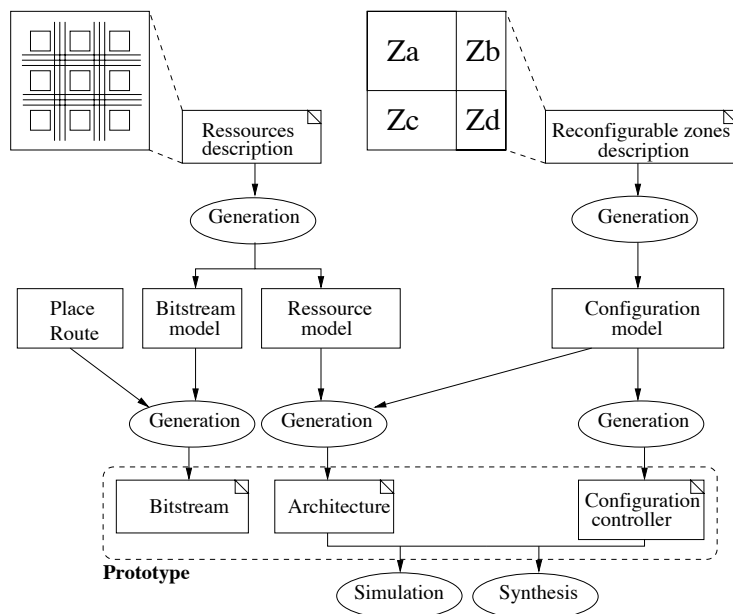 Za
Zb
Zc
Zd
Ressources
description
Reconfigurable zones
description
Generation
Generation
Place
Route
Bitstream
model
Ressource
model
Configuration
model
Generation
Generation
Generation
Bitstream
Architecture
Configuration
controller
Prototype
Simulation
Synthesis